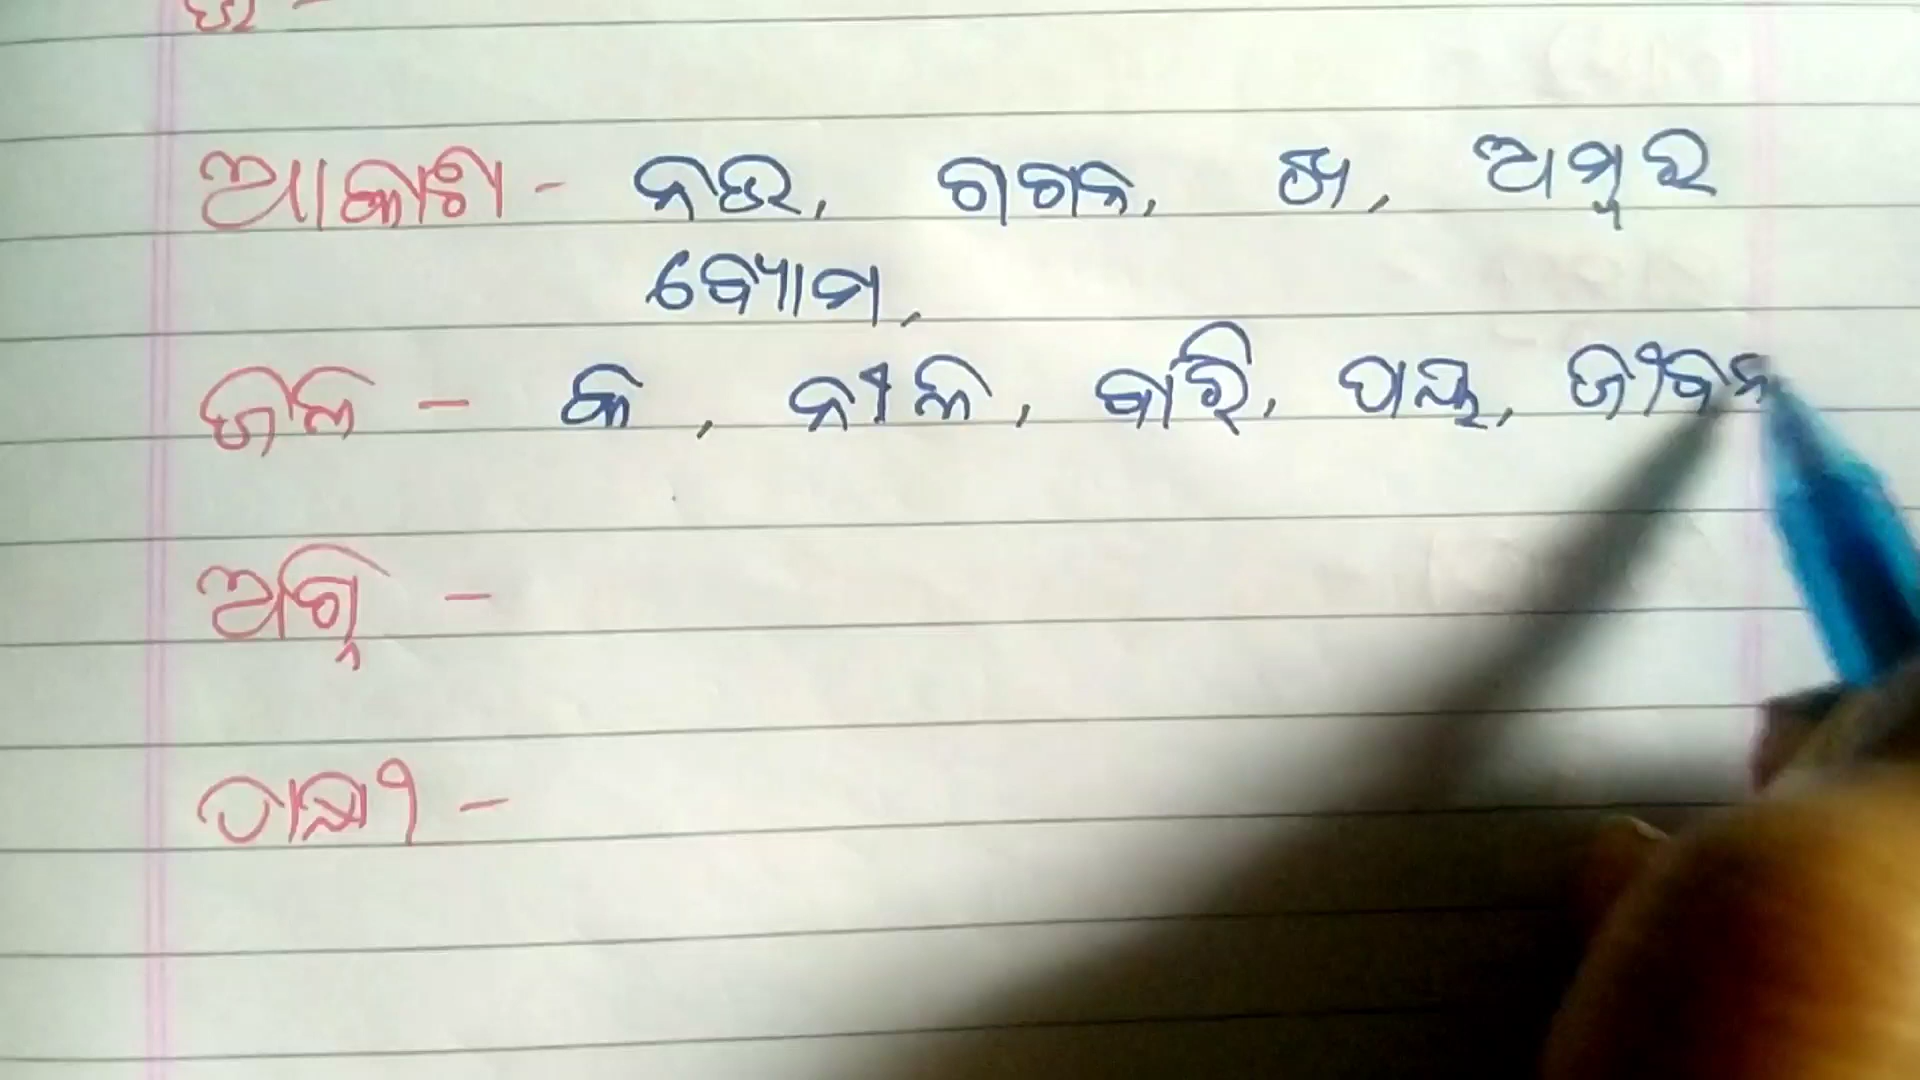 ଆକାଶ - ନଭ, ଗଗନ, ଖ, ଅମ୍ବର
ବ୍ୟୋମ,
ଜଳ - କ, ନୀଳ, ବାରି, ପୟ, ଜୀବନ
ଅଗ୍ନି -
ପାନୀ -